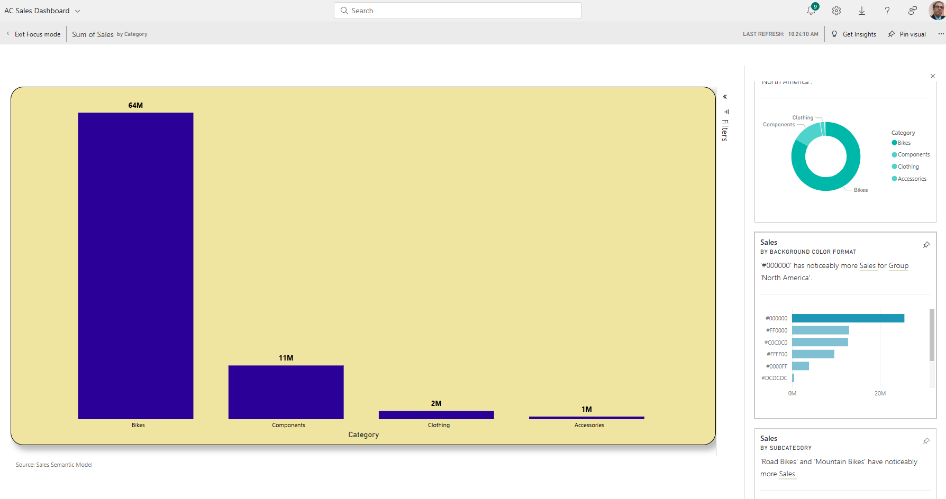 AC Sales Dashboard
Search
9
Exit Focus mode
Sum of Sales by Category
LAST REFRESH: 10:24:10 AM
Get Insights
Pin visual
64M
11M
2M
1M
Bikes
Components
Clothing
Accessories
Category
Source: Sales Semantic Model
Filters
'North America'.
Clothing
Components
Bikes
Category
Bikes
Components
Clothing
Accessories
Sales
BY BACKGROUND COLOR FORMAT
'#000000' has noticeably more Sales for Group
'North America'.
#000000
#FF0000
#C0C0C0
#FFFF00
#0000FF
#DCDCDC
0M
20M
Sales
BY SUBCATEGORY
'Road Bikes' and 'Mountain Bikes' have noticeably
more Sales.